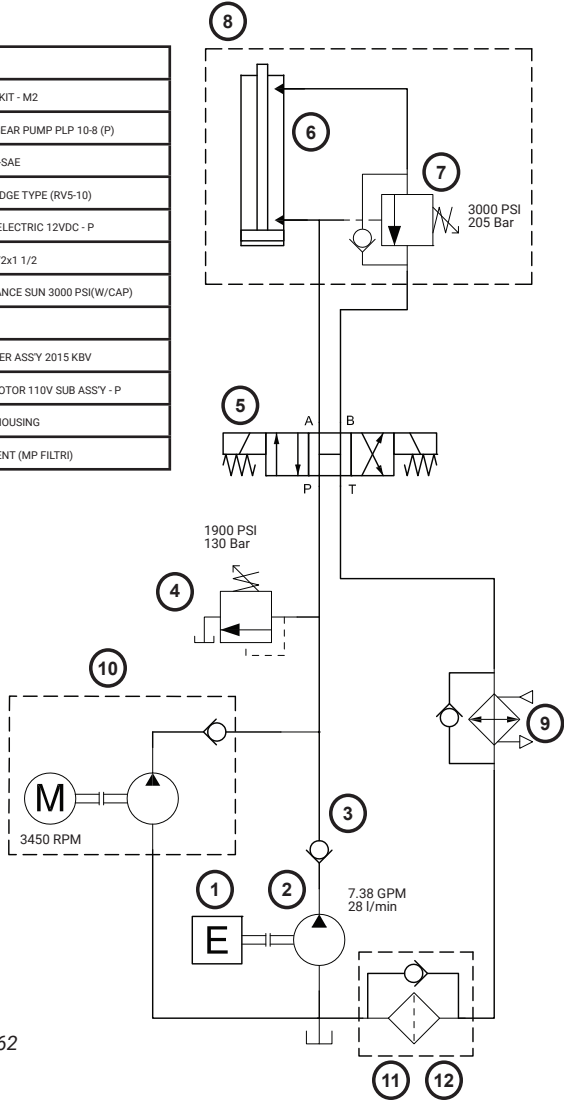 8
KIT - M2
EAR PUMP PLP 10-8 (P)
SAE
DGE TYPE (RV5-10)
ELECTRIC 12VDC - P
2x1 1/2
ANCE SUN 3000 PSI(W/CAP)
ER ASS'Y 2015 KBV
OTOR 110V SUB ASS'Y - P
HOUSING
ENT (MP FILTRI)
6
7
3000 PSI
205 Bar
5
A B
P T
1900 PSI
130 Bar
4
10
9
M
3450 RPM
3
1
2
7.38 GPM
28 l/min
E
11 12
62